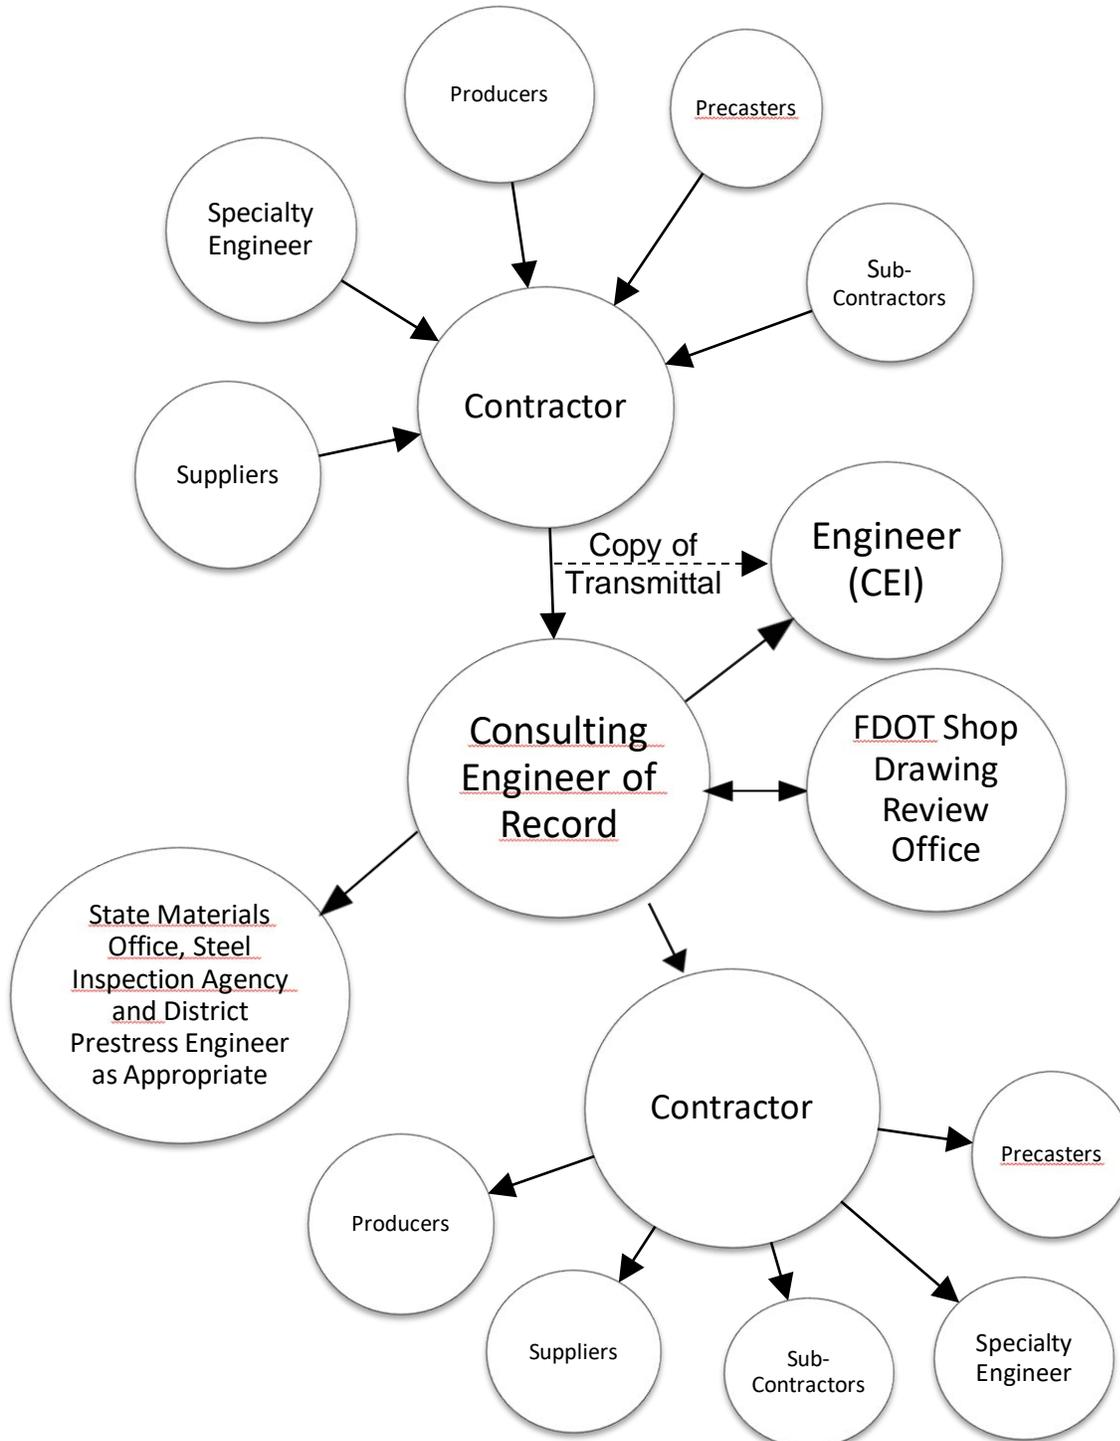 Producers
Precasters
Specialty
Engineer
Sub-
Contractors
Contractor
Suppliers
Engineer
(CEI)
Copy of
Transmittal
Consulting
Engineer of
Record
FDOT Shop
Drawing
Review
Office
State Materials
Office, Steel
Inspection Agency
and District
Prestress Engineer
as Appropriate
Contractor
Precasters
Producers
Suppliers
Sub-
Contractors
Specialty
Engineer